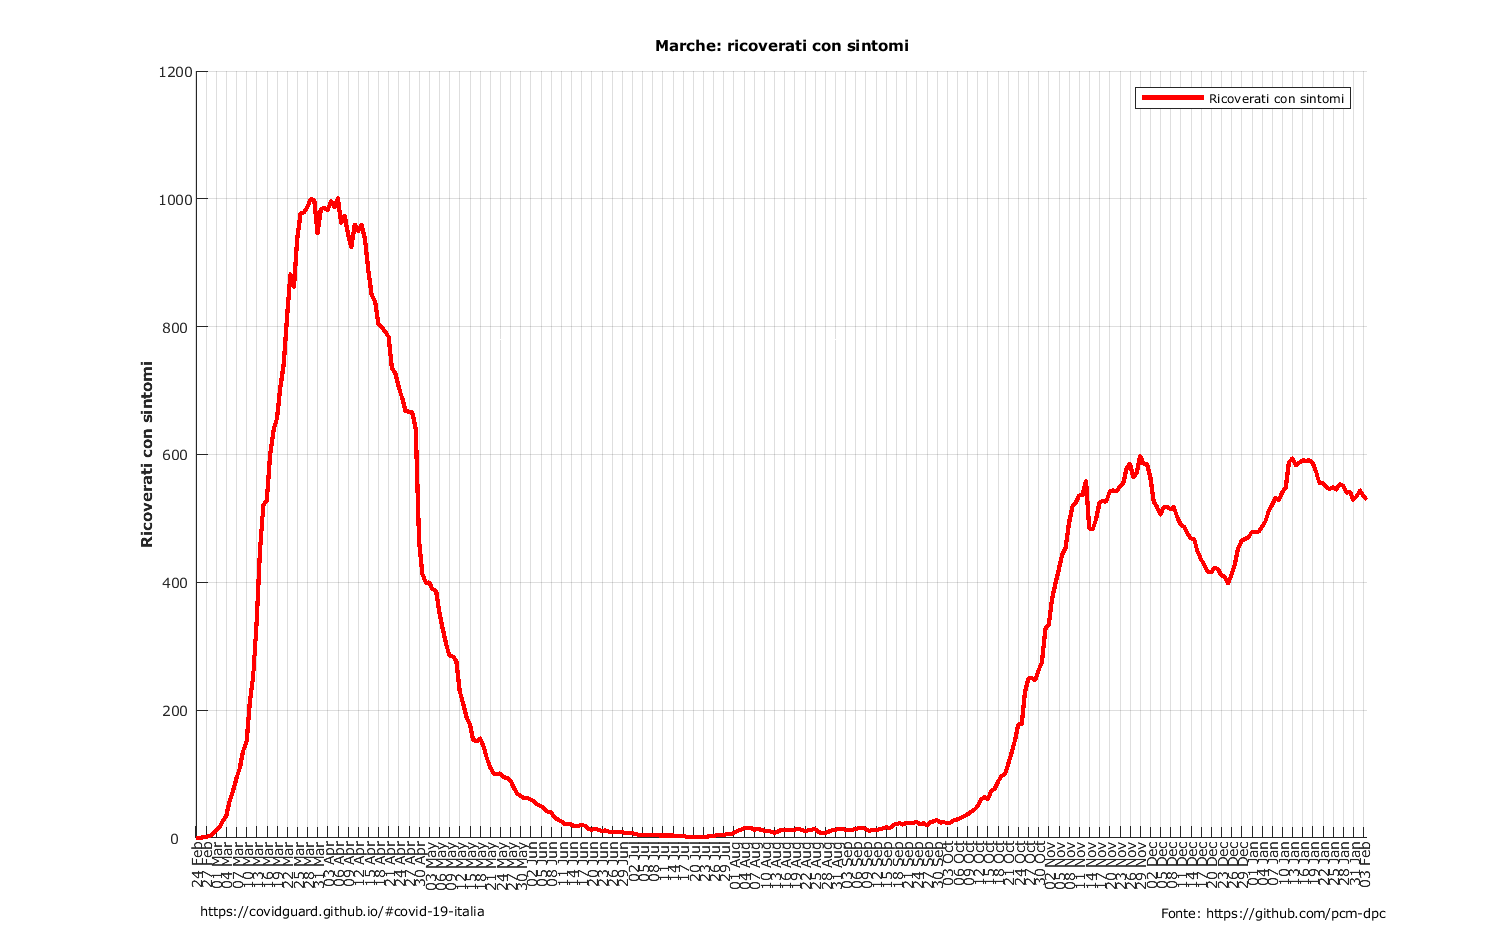 Marche: ricoverati con sintomi
Ricoverati con sintomi
1200
1000
800
600
400
200
0
Ricoverati con sintomi
24 Feb
27 Feb
01 Mar
04 Mar
07 Mar
10 Mar
13 Mar
16 Mar
19 Mar
22 Mar
25 Mar
28 Mar
31 Mar
03 Apr
06 Apr
09 Apr
12 Apr
15 Apr
18 Apr
21 Apr
24 Apr
27 Apr
30 Apr
03 May
06 May
09 May
12 May
15 May
18 May
21 May
24 May
27 May
30 May
02 Jun
05 Jun
08 Jun
11 Jun
14 Jun
17 Jun
20 Jun
23 Jun
26 Jun
29 Jun
02 Jul
05 Jul
08 Jul
11 Jul
14 Jul
17 Jul
20 Jul
23 Jul
26 Jul
29 Jul
01 Aug
04 Aug
07 Aug
10 Aug
13 Aug
16 Aug
19 Aug
22 Aug
25 Aug
28 Aug
31 Aug
03 Sep
06 Sep
09 Sep
12 Sep
15 Sep
18 Sep
21 Sep
24 Sep
27 Sep
30 Sep
03 Oct
06 Oct
09 Oct
12 Oct
15 Oct
18 Oct
21 Oct
24 Oct
27 Oct
30 Oct
02 Nov
05 Nov
08 Nov
11 Nov
14 Nov
17 Nov
20 Nov
23 Nov
26 Nov
29 Nov
02 Dec
05 Dec
08 Dec
11 Dec
14 Dec
17 Dec
20 Dec
23 Dec
26 Dec
29 Dec
01 Jan
04 Jan
07 Jan
10 Jan
13 Jan
16 Jan
19 Jan
22 Jan
25 Jan
28 Jan
31 Jan
03 Feb
https://covidguard.github.io/#covid-19-italia
Fonte: https://github.com/pcm-dpc